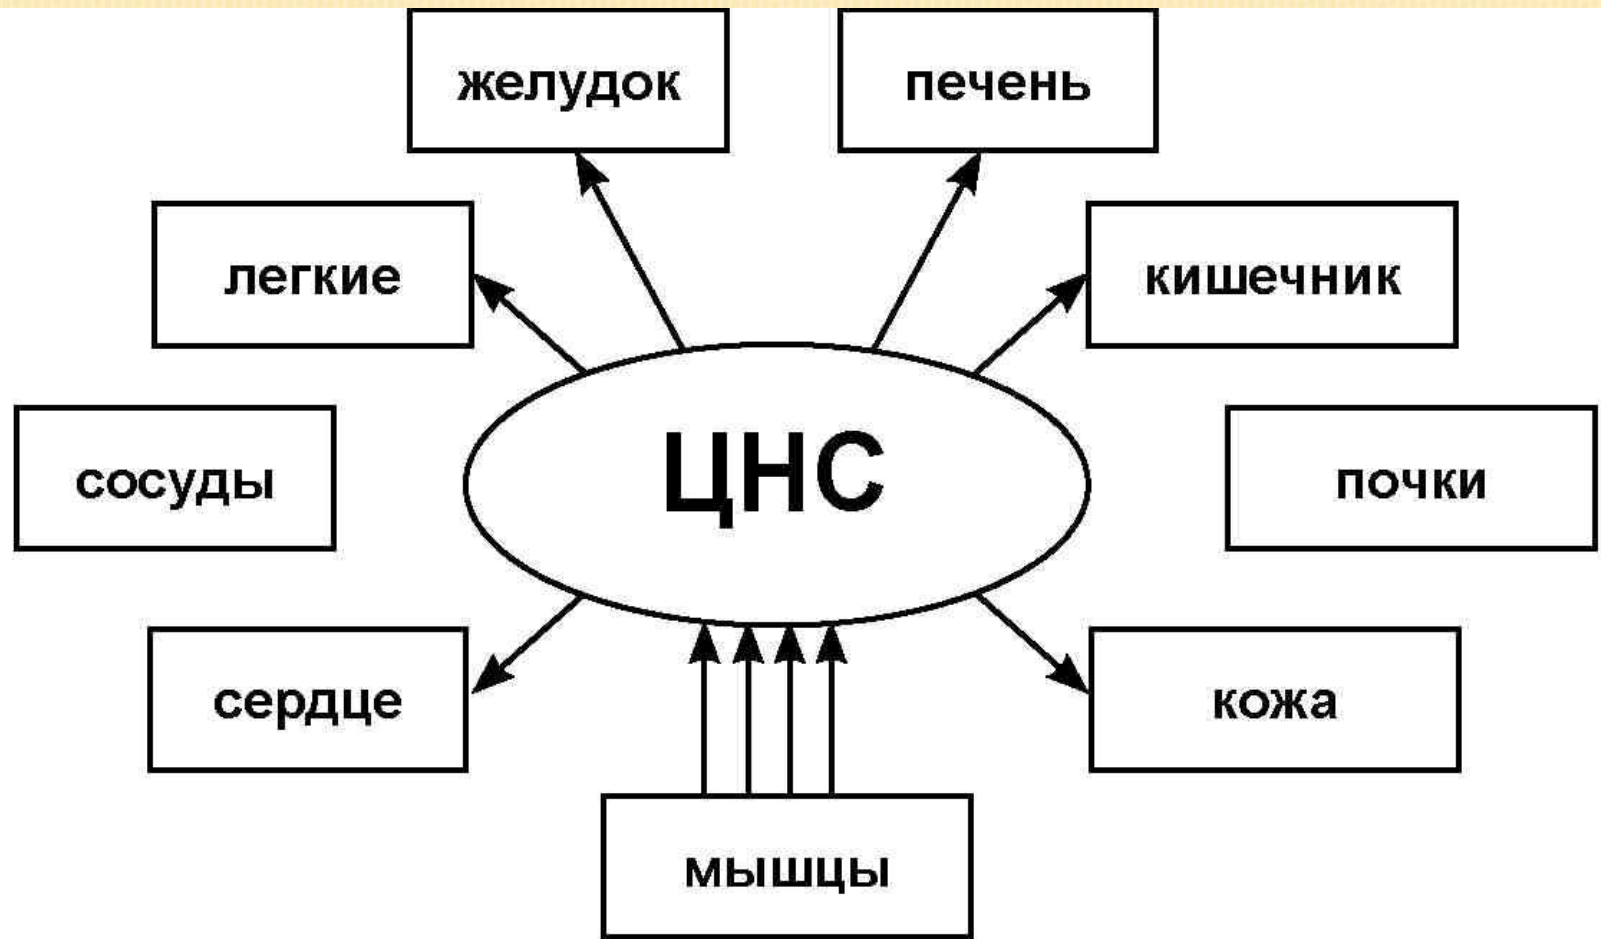 желудок
печень
легкие
кишечник
ЦНС
сосуды
почки
сердце
кожа
мышцы